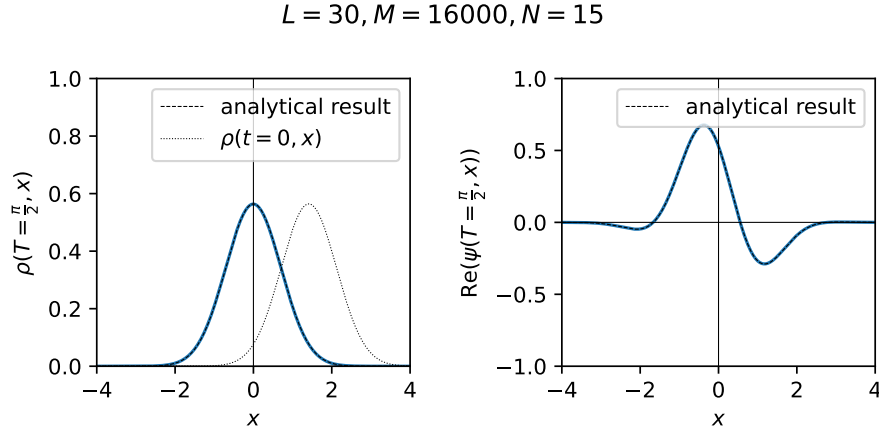 L = 30, M = 16000, N = 15
1.0
0.8
0.6
0.4
0.2
0.0
ρ(T = π/2, x)
analytical result
ρ(t = 0, x)
−4 −2 0 2 4
x
1.0
0.5
0.0
−0.5
−1.0
Re(ψ(T = π/2, x))
analytical result
−4 −2 0 2 4
x